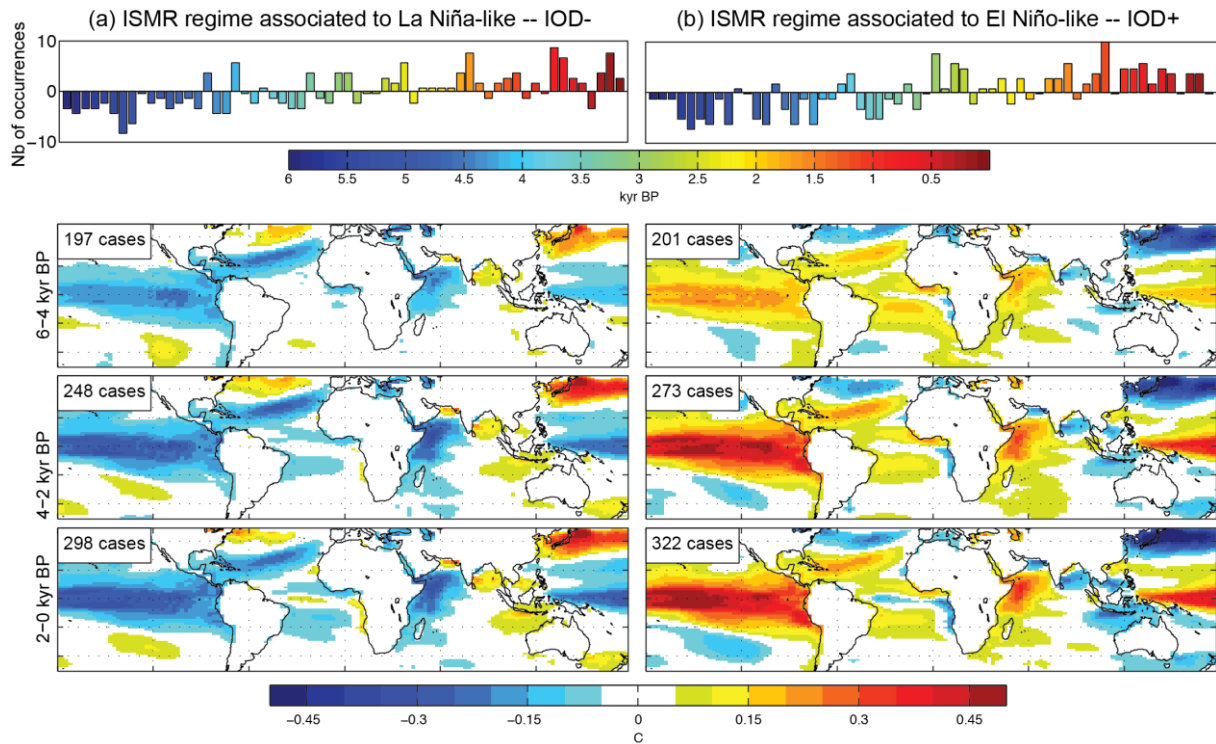 (a) ISMR regime associated to La Niña-like -- IOD-
(b) ISMR regime associated to El Niño-like -- IOD+
Nb of occurrences
10
0
−10
6 5.5 5 4.5 4 3.5 3 2.5 2 1.5 1 0.5
kyr BP
6−4 kyr BP
197 cases
201 cases
4−2 kyr BP
248 cases
273 cases
2−0 kyr BP
298 cases
322 cases
−0.45 −0.3 −0.15 0 0.15 0.3 0.45
C